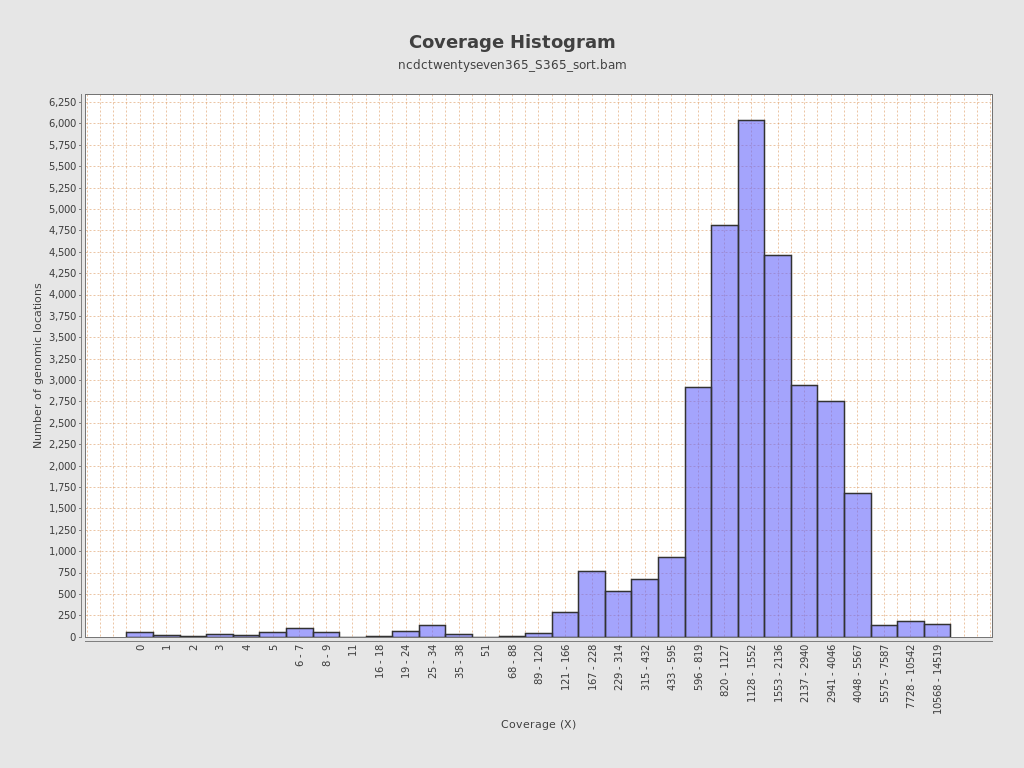 Coverage Histogram
ncdctwentyseven365_S365_sort.bam
Number of genomic locations
6,250
6,000
5,750
5,500
5,250
5,000
4,750
4,500
4,250
4,000
3,750
3,500
3,250
3,000
2,750
2,500
2,250
2,000
1,750
1,500
1,250
1,000
750
500
250
0
0
1
2
3
4
5
6 - 7
8 - 9
11
16 - 18
19 - 24
25 - 34
35 - 38
51
68 - 88
89 - 120
121 - 166
167 - 228
229 - 314
315 - 432
433 - 595
596 - 819
820 - 1127
1128 - 1552
1553 - 2136
2137 - 2940
2941 - 4046
4048 - 5567
5575 - 7587
7728 - 10542
10568 - 14519
Coverage (X)